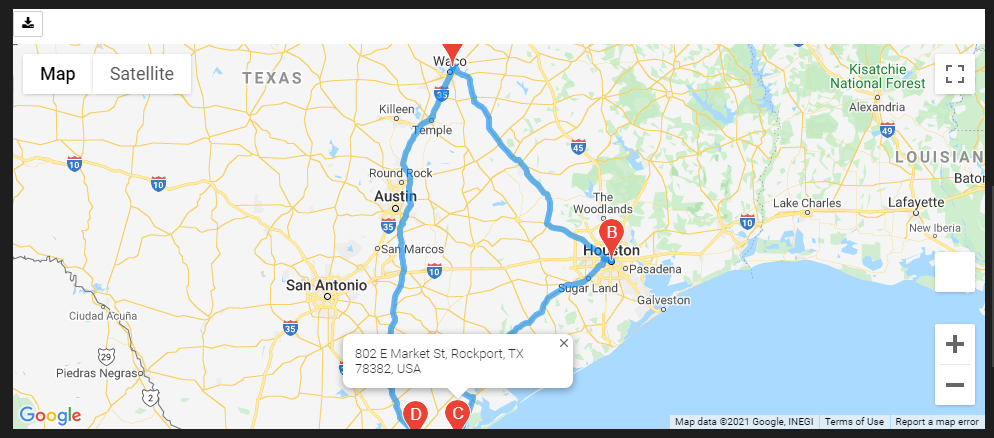 Map
Satellite
TEXAS
Waco
35
Killeen
Temple
Kisatchie
National Forest
Alexandria
49
45
10
10
Round Rock
Austin
35
San Marcos
10
The
Woodlands
B
Houston
Pasadena
Sugar Land
Galveston
LOUISIAN
Baton
Lake Charles
Lafayette
10
New Iberia
San Antonio
Ciudad Acuña
35
29
Piedras Negras
2
802 E Market St, Rockport, TX
78382, USA
D
C
Google
Map data ©2021 Google, INEGI
Terms of Use
Report a map error